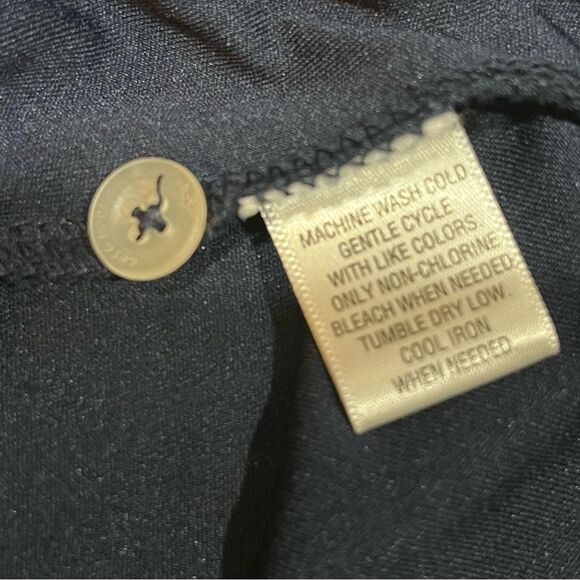 MACHINE WASH COLD
GENTLE CYCLE
WITH LIKE COLORS
ONLY NON-CHLORINE
BLEACH WHEN NEEDED.
TUMBLE DRY LOW.
COOL IRON
WHEN NEEDED